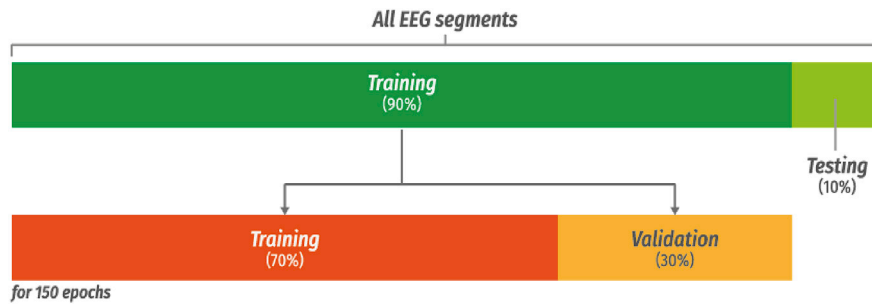 All EEG segments
Training
(90%)
Testing
(10%)
Training
(70%)
Validation
(30%)
for 150 epochs